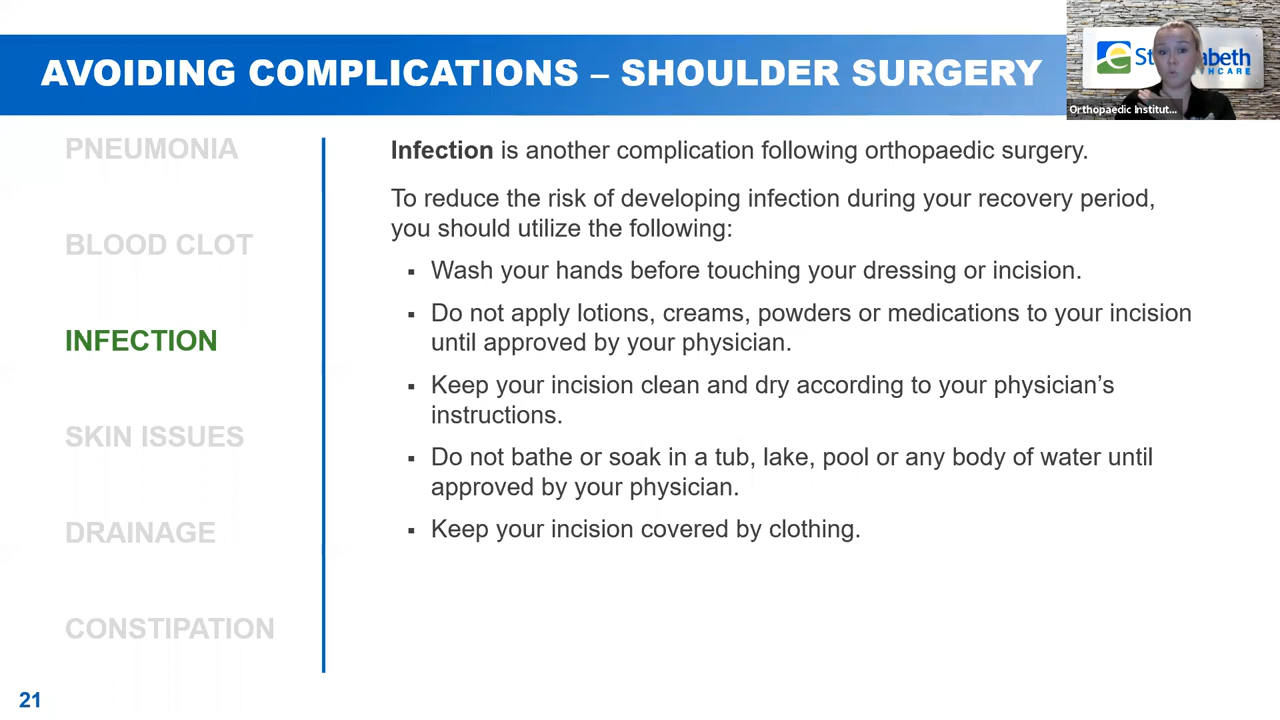 AVOIDING COMPLICATIONS – SHOULDER SURGERY
Orthopaedic Institut...
PNEUMONIA
BLOOD CLOT
INFECTION
SKIN ISSUES
DRAINAGE
CONSTIPATION
Infection is another complication following orthopaedic surgery.
To reduce the risk of developing infection during your recovery period,
you should utilize the following:
▪ Wash your hands before touching your dressing or incision.
▪ Do not apply lotions, creams, powders or medications to your incision
until approved by your physician.
▪ Keep your incision clean and dry according to your physician’s
instructions.
▪ Do not bathe or soak in a tub, lake, pool or any body of water until
approved by your physician.
▪ Keep your incision covered by clothing.
21